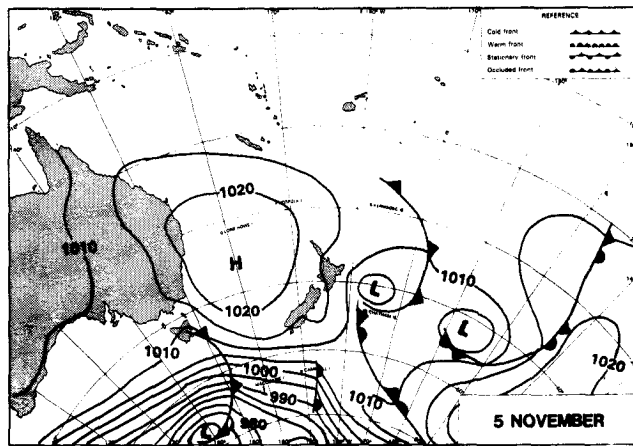 REFERENCE
Cold front
Warm front
Stationary front
Occluded front
1020
1010
H
1020
L
1010
L
1010
1000
990
980
L
1010
1020
5 NOVEMBER